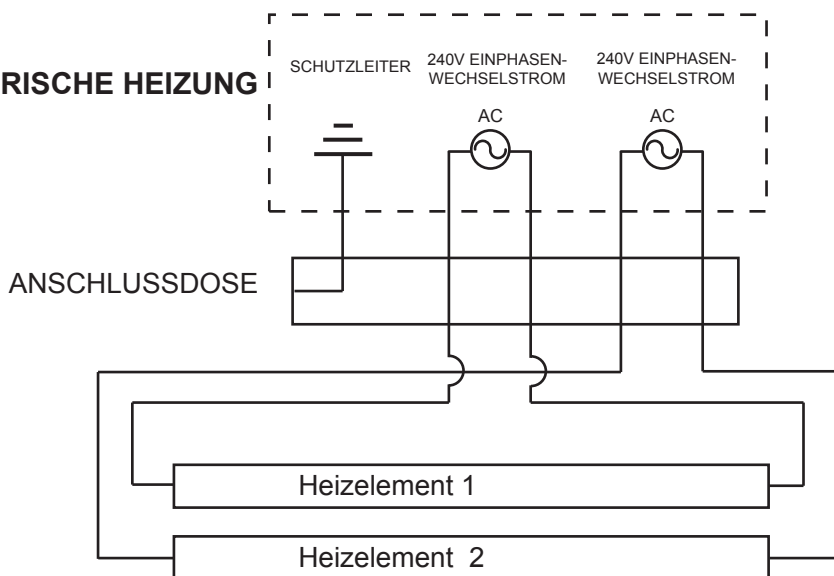 SCHUTZLEITER
240V EINPHASEN-
WECHSELSTROM
240V EINPHASEN-
WECHSELSTROM
RISCHE HEIZUNG
AC
AC
ANSCHLUSSDOSE
Heizelement 1
Heizelement 2